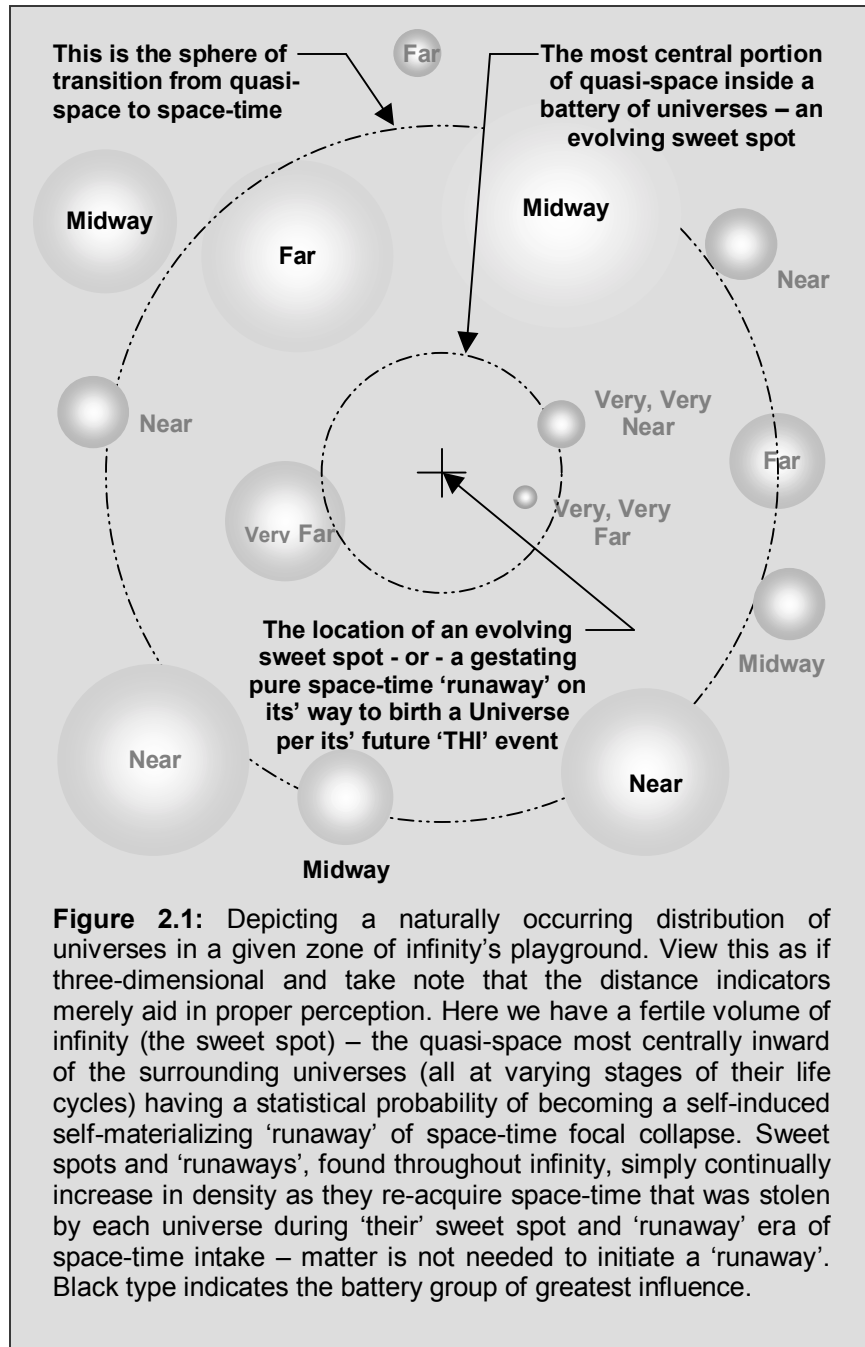 This is the sphere of
transition from quasi-
space to space-time
Far
The most central portion
of quasi-space inside a
battery of universes – an
evolving sweet spot
Midway
Far
Midway
Near
Near
Very, Very
Near
Far
Very Far
Very, Very
Far
Midway
The location of an evolving
sweet spot - or - a gestating
pure space-time ‘runaway’ on
its’ way to birth a Universe
per its’ future ‘THI’ event
Near
Near
Midway
Figure 2.1: Depicting a naturally occurring distribution of
universes in a given zone of infinity’s playground. View this as if
three-dimensional and take note that the distance indicators
merely aid in proper perception. Here we have a fertile volume of
infinity (the sweet spot) – the quasi-space most centrally inward
of the surrounding universes (all at varying stages of their life
cycles) having a statistical probability of becoming a self-induced
self-materializing ‘runaway’ of space-time focal collapse. Sweet
spots and ‘runaways’, found throughout infinity, simply continually
increase in density as they re-acquire space-time that was stolen
by each universe during ‘their’ sweet spot and ‘runaway’ era of
space-time intake – matter is not needed to initiate a ‘runaway’.
Black type indicates the battery group of greatest influence.